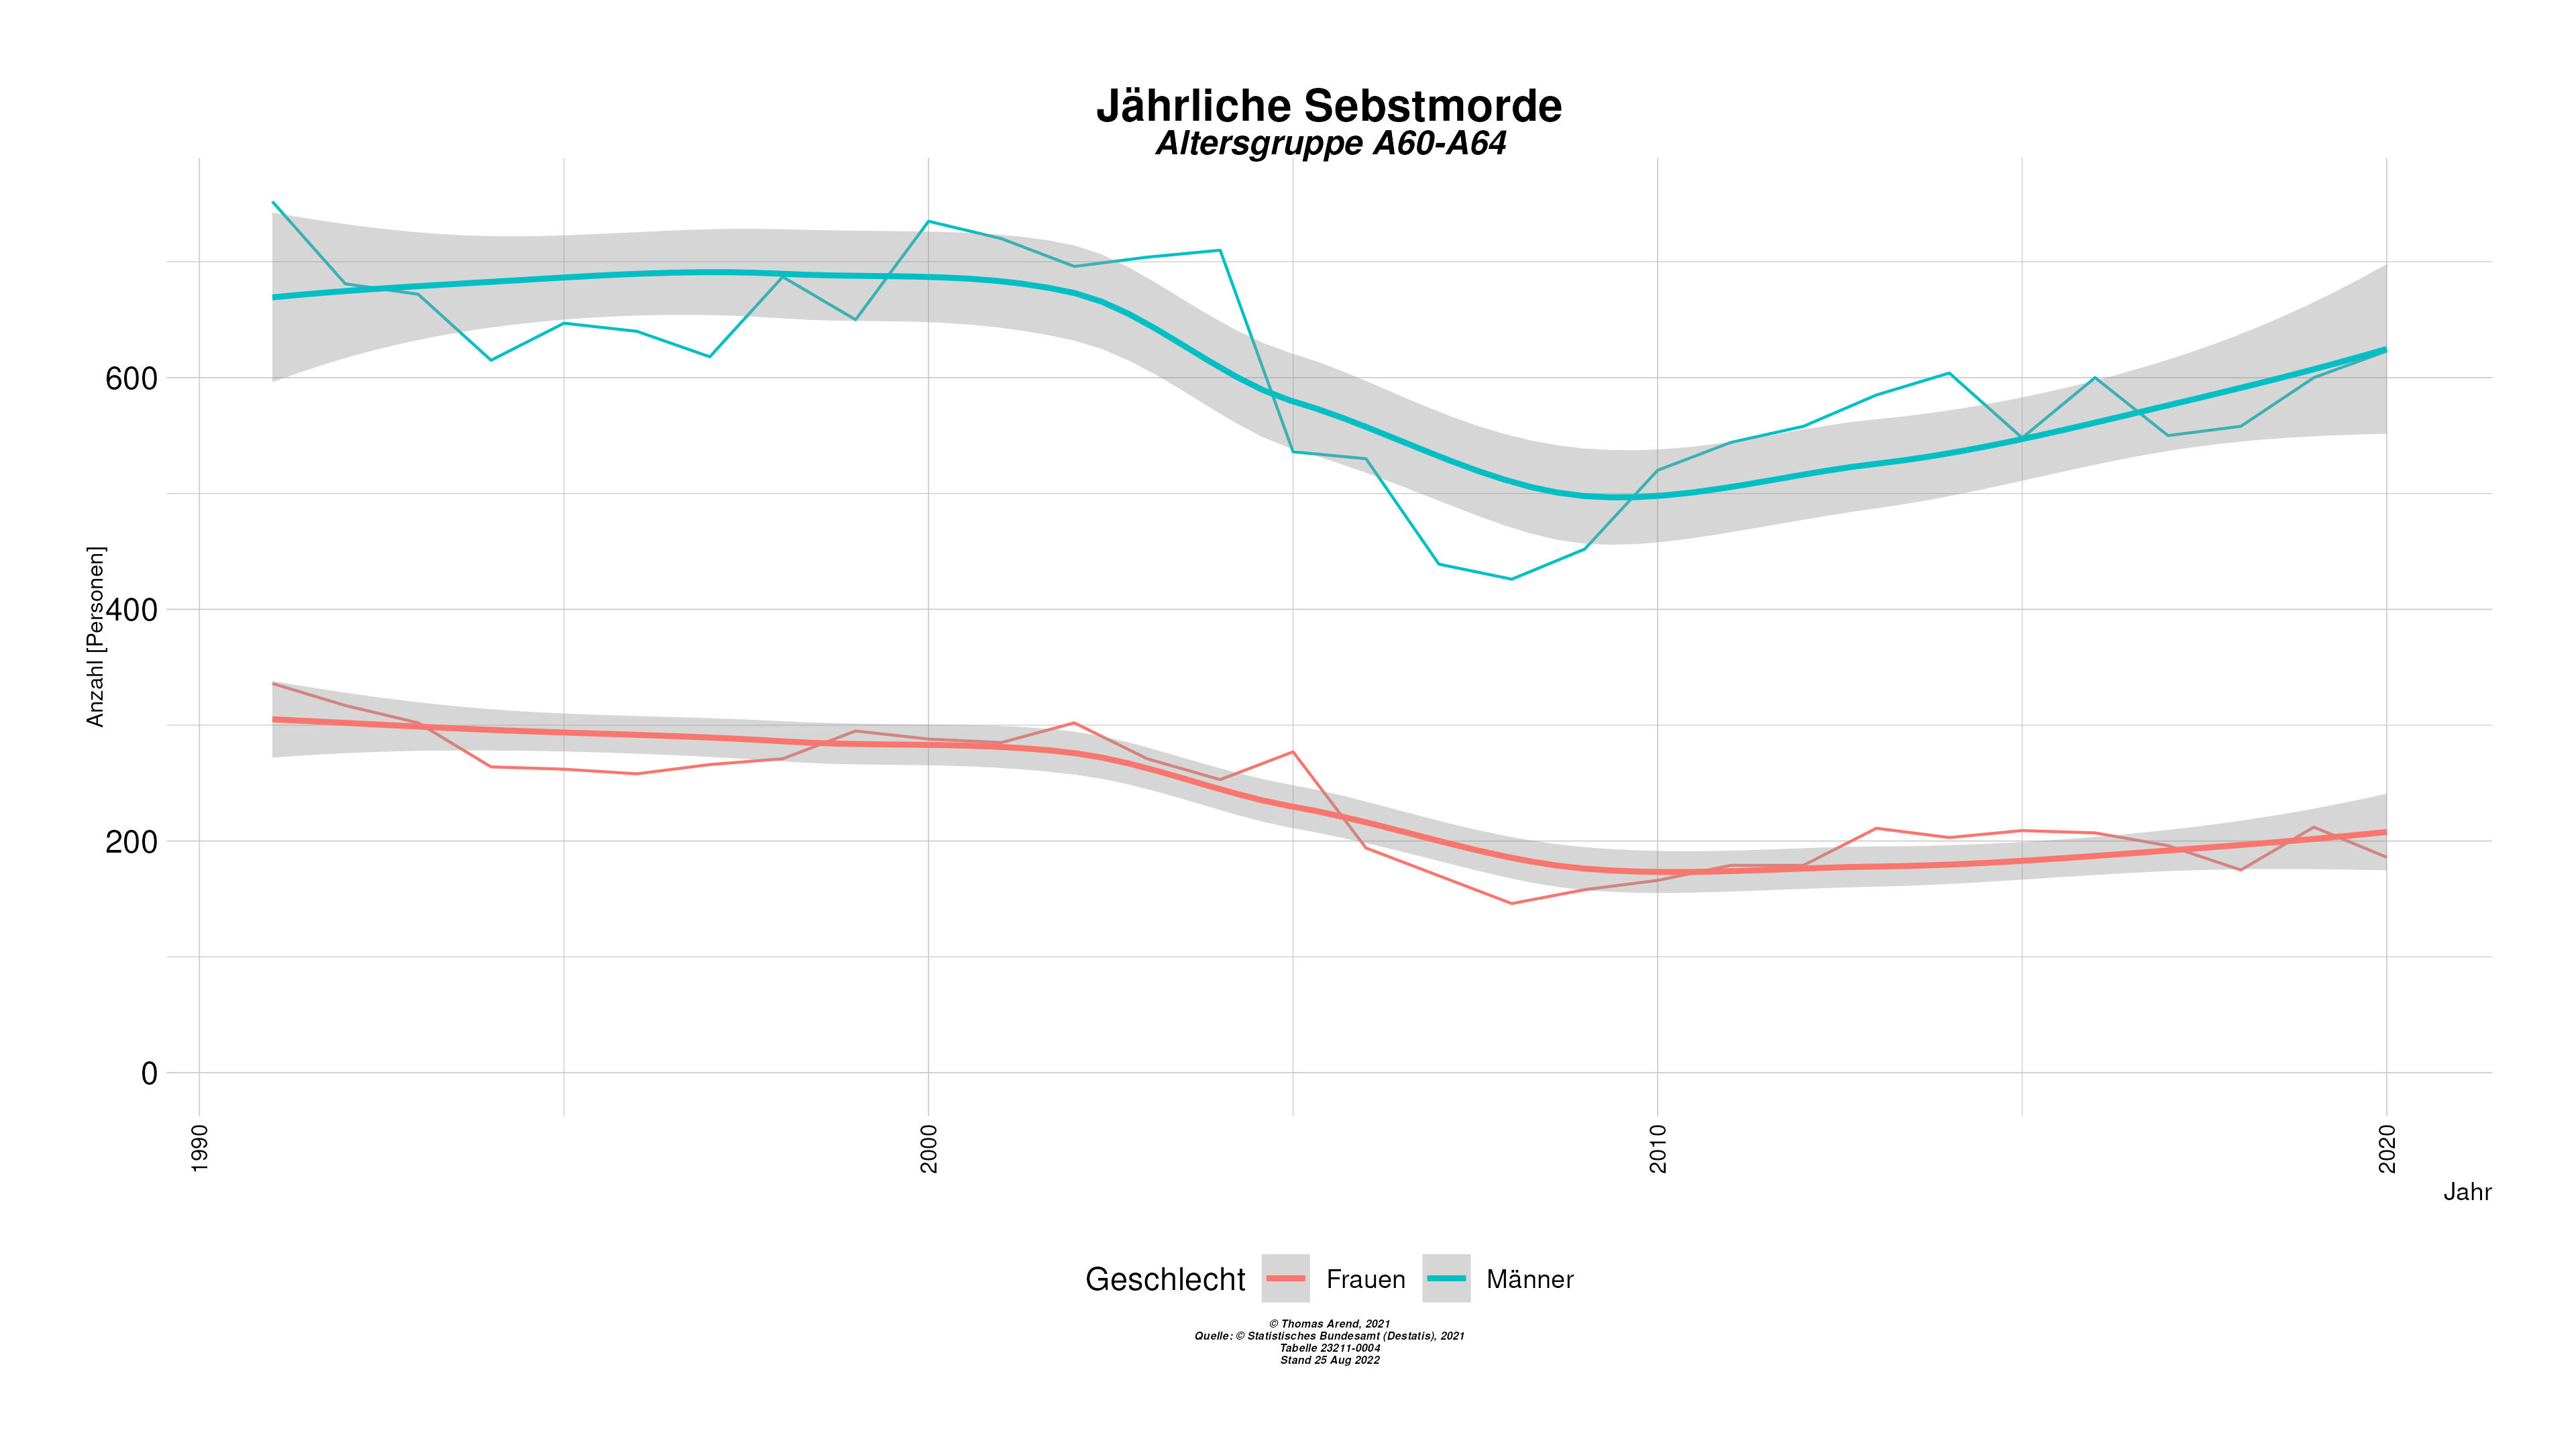 Jährliche Sebstmorde
Altersgruppe A60-A64
Anzahl [Personen]
600
400
200
0
1990
2000
2010
2020
Jahr
Geschlecht Frauen Männer
© Thomas Arend, 2021
Quelle: © Statistisches Bundesamt (Destatis), 2021
Tabelle 23211-0004
Stand 25 Aug 2022